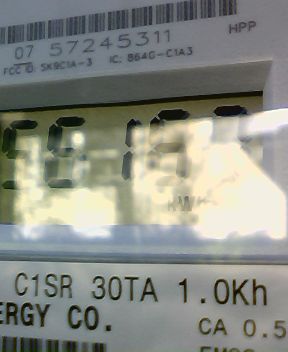 07 57245311
HPP
FCC ID. SK9C1A-3 IC. 864G-C1A3
KWH
C1SR 30TA 1.0Kh
ERGY CO.
CA 0.5